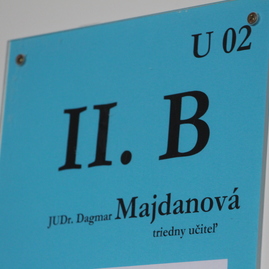 U 02
II. B
JUDr. Dagmar Majdanová
triedny učiteľ